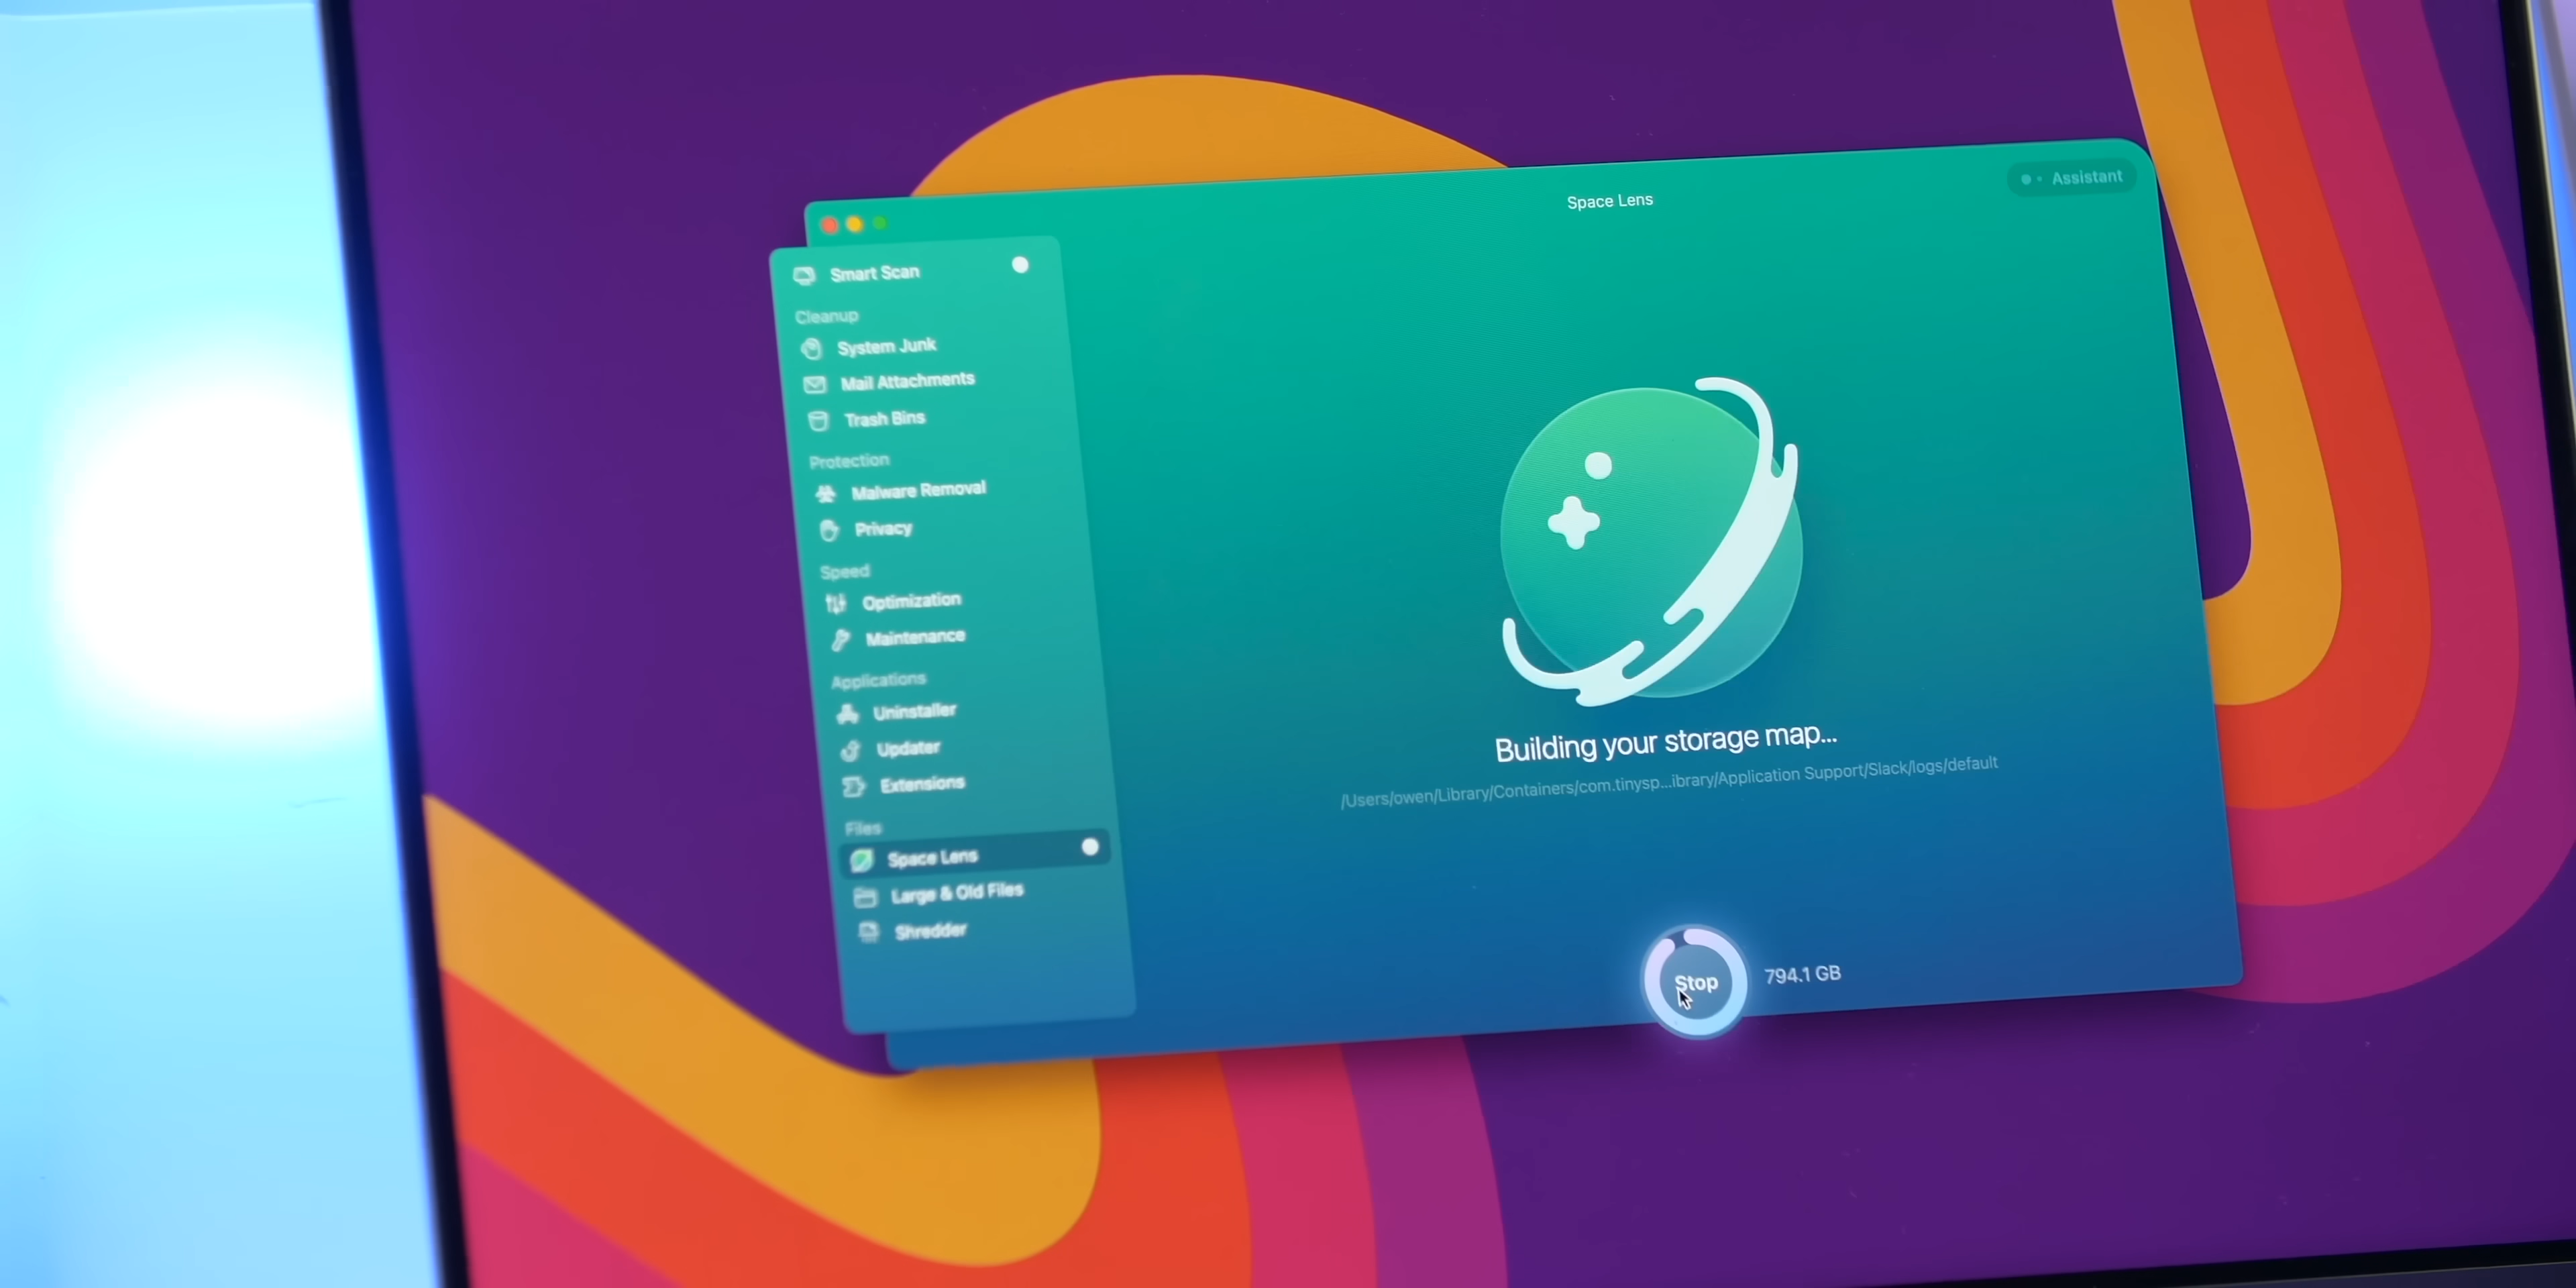 Space Lens
Assistant
Smart Scan
Cleanup
System Junk
Mail Attachments
Trash Bins
Protection
Malware Removal
Privacy
Speed
Optimization
Maintenance
Applications
Uninstaller
Updater
Extensions
Files
Space Lens
Large & Old Files
Shredder
Building your storage map...
/Users/owen/Library/Containers/com.tinysp...ibrary/Application Support/Slack/logs/default
Stop
794.1 GB